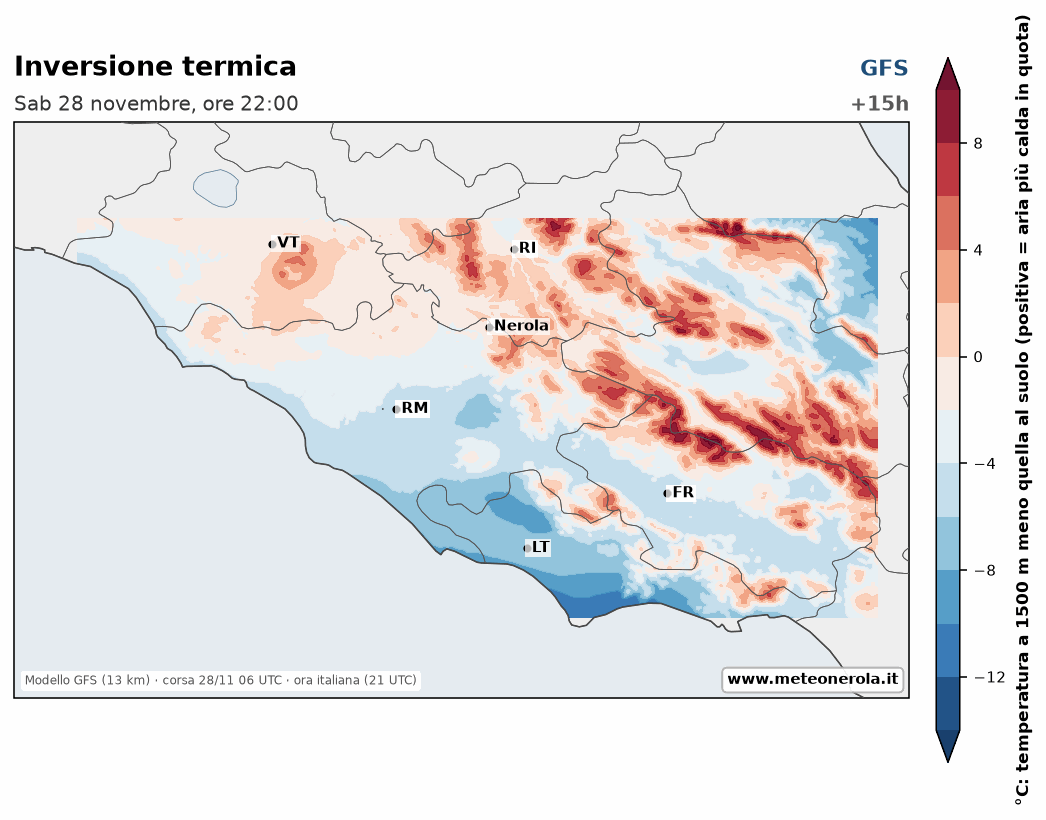 Inversione termica
GFS
Sab 28 novembre, ore 22:00
+15h
VT
RI
Nerola
RM
FR
LT
Modello GFS (13 km) · corsa 28/11 06 UTC · ora italiana (21 UTC)
www.meteonerola.it
8
4
0
−4
−8
−12
°C: temperatura a 1500 m meno quella al suolo (positiva = aria più calda in quota)